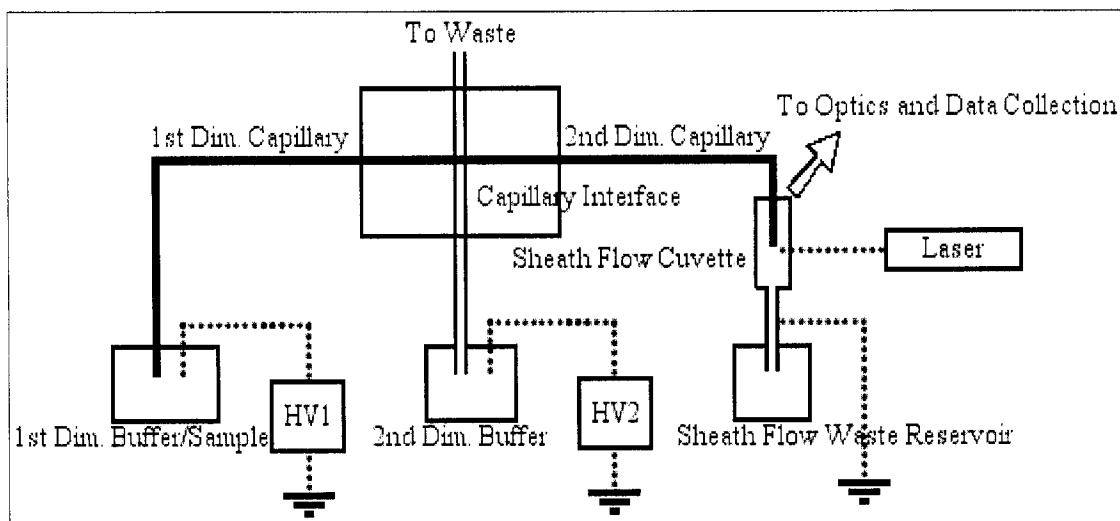 To Waste
To Optics and Data Collection
1st Dim. Capillary
2nd Dim. Capillary
Capillary Interface
Sheath Flow Cuvette
Laser
HV1
HV2
1st Dim. Buffer/Sample
2nd Dim. Buffer
Sheath Flow Waste Reservoir